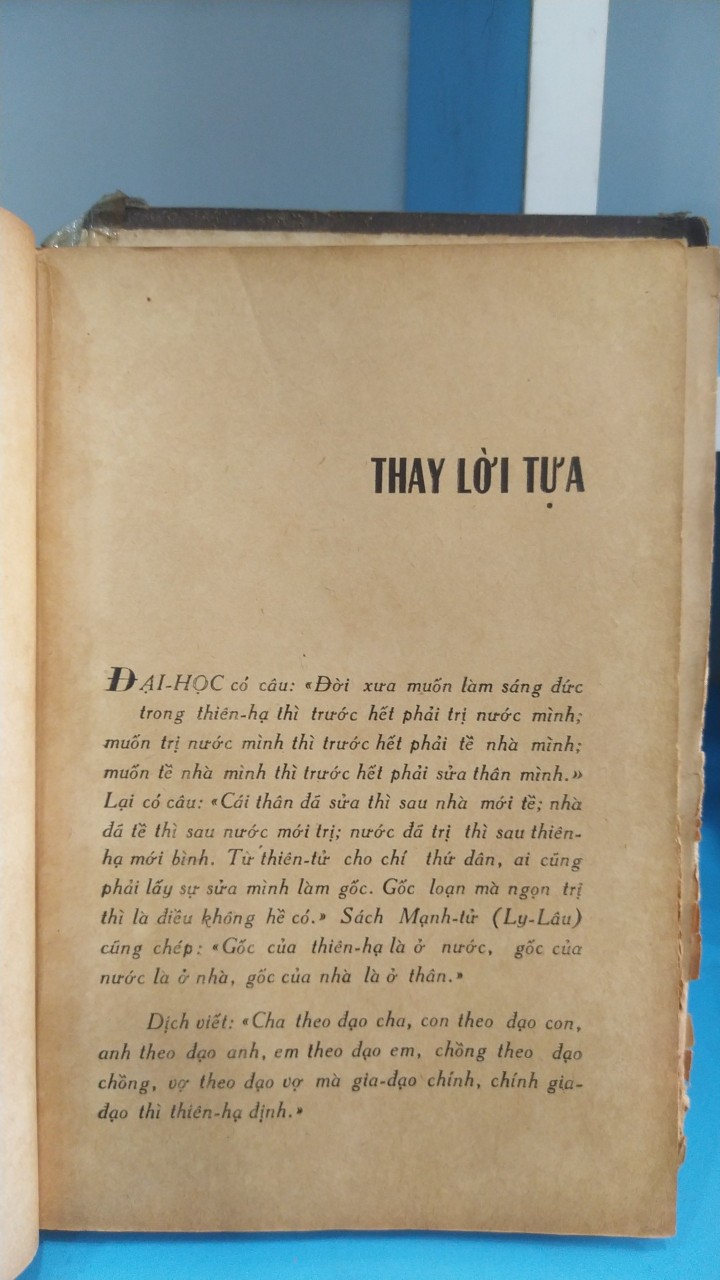 THAY LỜI TỰA
ĐẠI-HỌC có câu: «Đời xưa muốn làm sáng đức
trong thiên-hạ thì trước hết phải trị nước mình;
muốn trị nước mình thì trước hết phải tề nhà mình;
muốn tề nhà mình thì trước hết phải sửa thân mình.»
Lại có câu: «Cái thân đã sửa thì sau nhà mới tề; nhà
đã tề thì sau nước mới trị; nước đã trị thì sau thiên-
hạ mới bình. Từ thiên-tử cho chí thứ dân, ai cũng
phải lấy sự sửa mình làm gốc. Gốc loạn mà ngọn trị
thì là điều không hề có.» Sách Mạnh-tử (Ly-Lâu)
cũng chép: «Gốc của thiên-hạ là ở nước, gốc của
nước là ở nhà, gốc của nhà là ở thân.»
Dịch viết: «Cha theo đạo cha, con theo đạo con,
anh theo đạo anh, em theo đạo em, chồng theo đạo
chồng, vợ theo đạo vợ mà gia-đạo chính, chính gia-
đạo thì thiên-hạ định.»